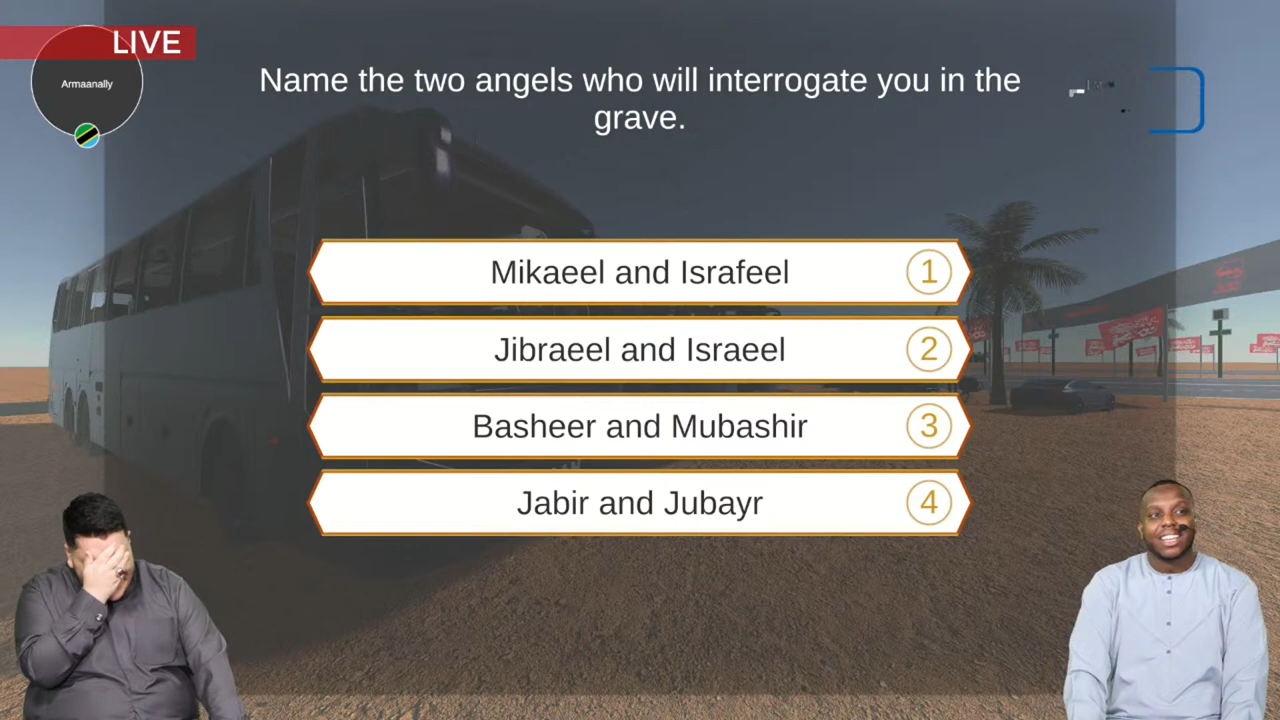 LIVE
Armaanally
Name the two angels who will interrogate you in the
grave.
Mikaeel and Israfeel
1
Jibraeel and Israeel
2
Basheer and Mubashir
3
Jabir and Jubayr
4